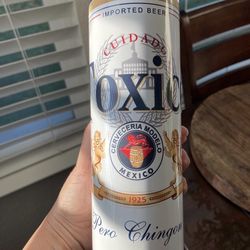 IMPORTED BEER
CUIDADO
Toxic
CERVECERIA MODELO
MEXICO
1925
Pero Chingon